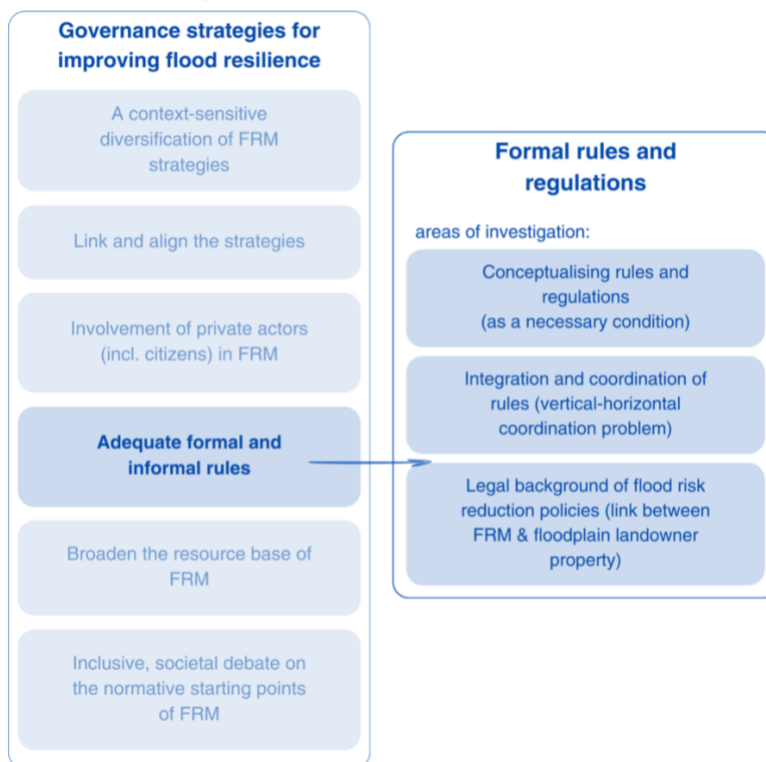 Governance strategies for
improving flood resilience
A context-sensitive
diversification of FRM
strategies
Link and align the strategies
Involvement of private actors
(incl. citizens) in FRM
Adequate formal and
informal rules
Broaden the resource base of
FRM
Inclusive, societal debate on
the normative starting points
of FRM
Formal rules and
regulations
areas of investigation:
Conceptualising rules and
regulations
(as a necessary condition)
Integration and coordination of
rules (vertical-horizontal
coordination problem)
Legal background of flood risk
reduction policies (link between
FRM & floodplain landowner
property)